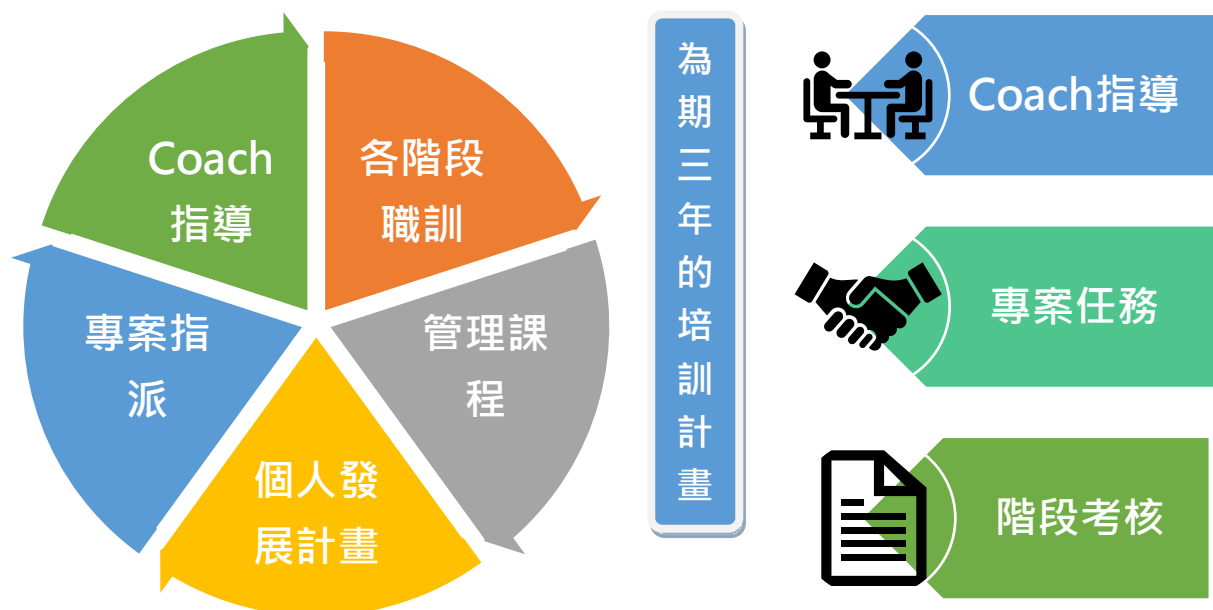 Coach
指導
各階段
職訓
管理課
程
個人發
展計畫
專案指
派
為期三年的培訓計畫
Coach指導
專案任務
階段考核